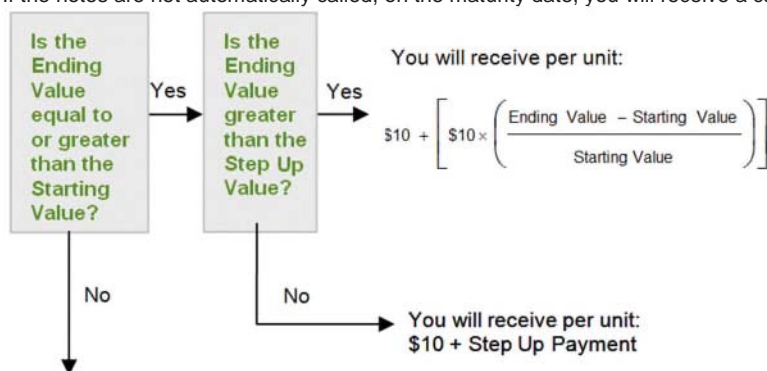 If the notes are not automatically called, on the maturity date, you will receive a
Is the
Ending
Value
equal to
or greater
than the
Starting
Value?
Yes
Is the
Ending
Value
greater
than the
Step Up
Value?
Yes
You will receive per unit:
$10 + [ $10 × ( Ending Value – Starting Value
Starting Value ) ]
No
No
You will receive per unit:
$10 + Step Up Payment